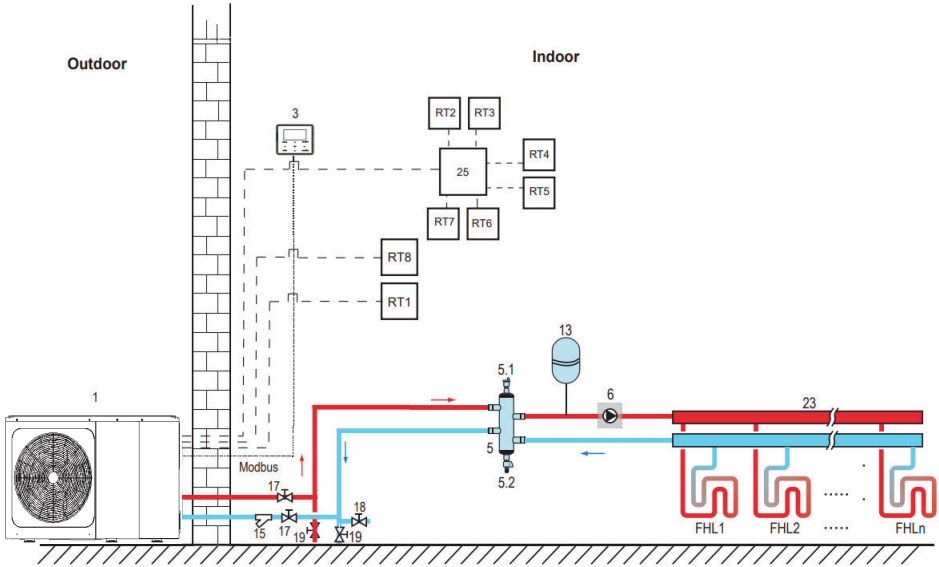 Outdoor
Indoor
3
RT2
RT3
25
RT4
RT5
RT7
RT6
RT8
RT1
13
5.1
1
6
23
5
5.2
Modbus
17
18
15
17
19
19
FHL1
FHL2
.....
.....
FHLn